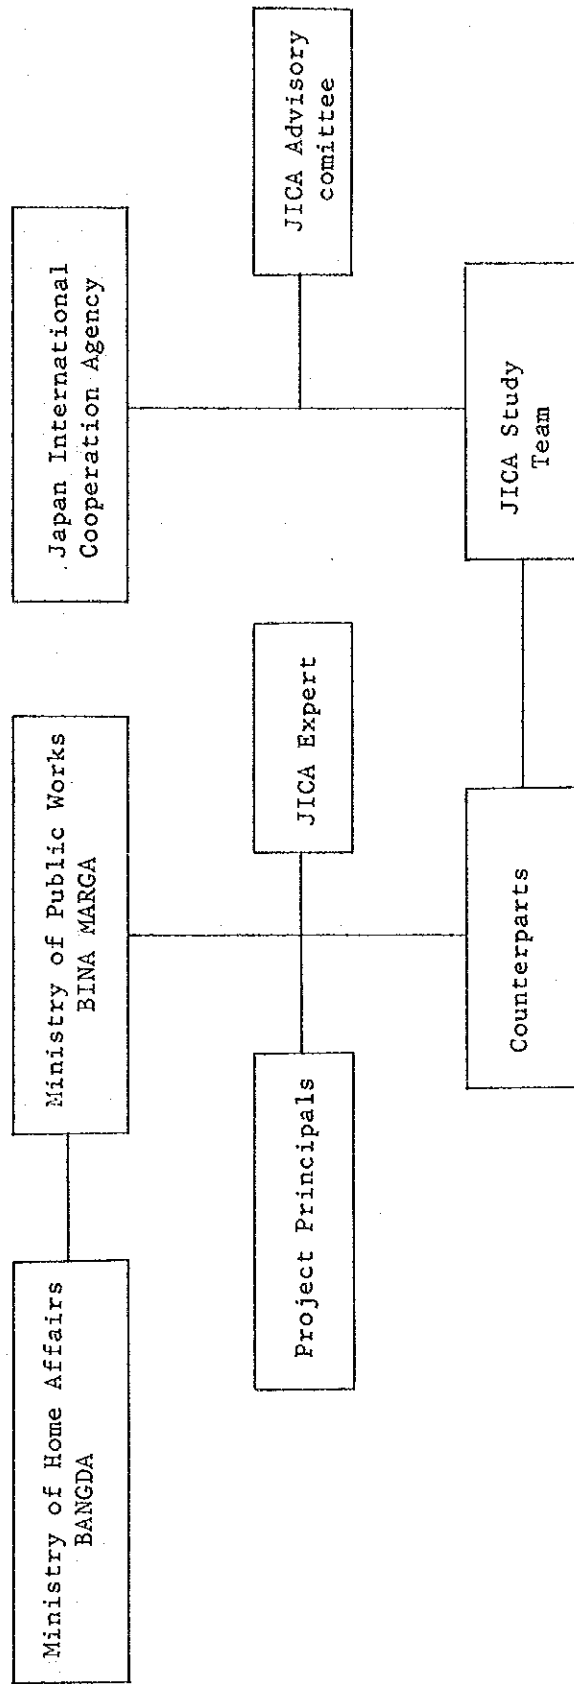 Ministry of Home Affairs
BANGDA
Ministry of Public Works
BINA MARGA
Japan International
Cooperation Agency
Project Principals
JICA Expert
JICA Advisory
comittee
Counterparts
JICA Study
Team